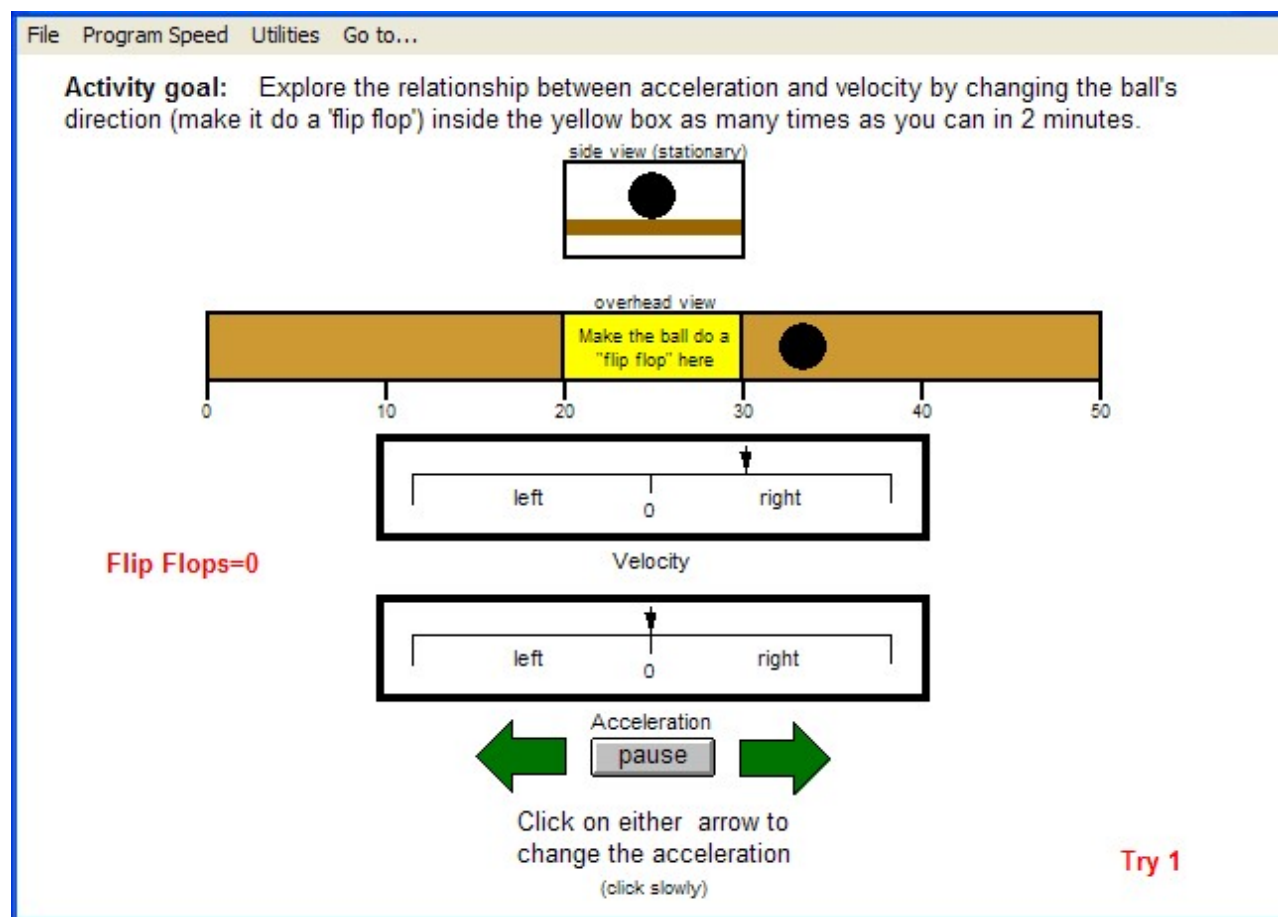 File Program Speed Utilities Go to...
Activity goal: Explore the relationship between acceleration and velocity by changing the ball's
direction (make it do a 'flip flop') inside the yellow box as many times as you can in 2 minutes.
side view (stationary)
overhead view
Make the ball do a
"flip flop" here
0 10 20 30 40 50
left 0 right
Flip Flops=0
Velocity
left 0 right
Acceleration
pause
Click on either arrow to
change the acceleration
(click slowly)
Try 1